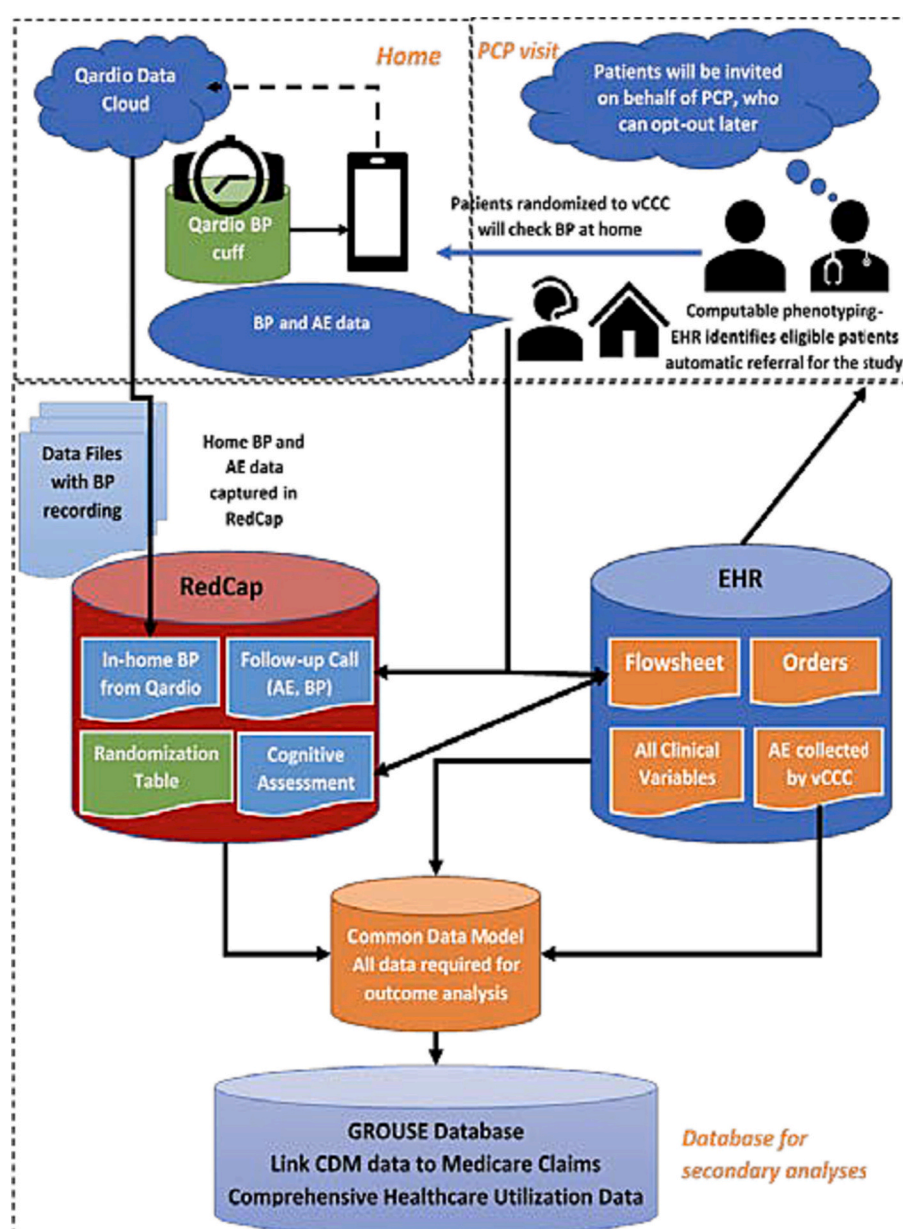 Home
PCP visit
Qardio Data
Cloud
Patients will be invited
on behalf of PCP, who
can opt-out later
Qardio BP
cuff
Patients randomized to vCCC
will check BP at home
BP and AE data
Computable phenotyping-
EHR identifies eligible patients
automatic referral for the study
Data Files
with BP
recording
Home BP and
AE data
captured in
RedCap
RedCap
In-home BP
from Qardio
Follow-up Call
(AE, BP)
Randomization
Table
Cognitive
Assessment
EHR
Flowsheet
Orders
All Clinical
Variables
AE collected
by vCCC
Common Data Model
All data required for
outcome analysis
GROUSE Database
Link CDM data to Medicare Claims
Comprehensive Healthcare Utilization Data
Database for
secondary analyses